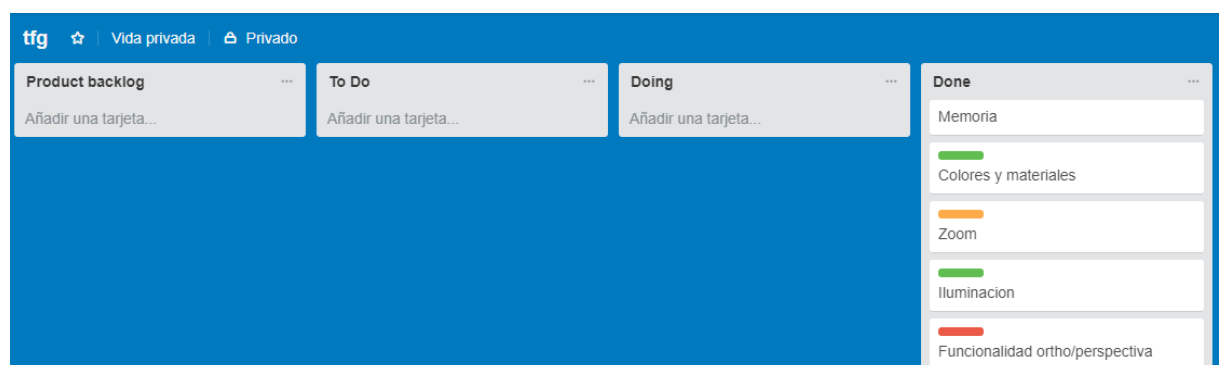 tfg Vida privada Privado
Product backlog ...
Añadir una tarjeta...
To Do ...
Añadir una tarjeta...
Doing ...
Añadir una tarjeta...
Done ...
Memoria
Colores y materiales
Zoom
Iluminacion
Funcionalidad ortho/perspectiva